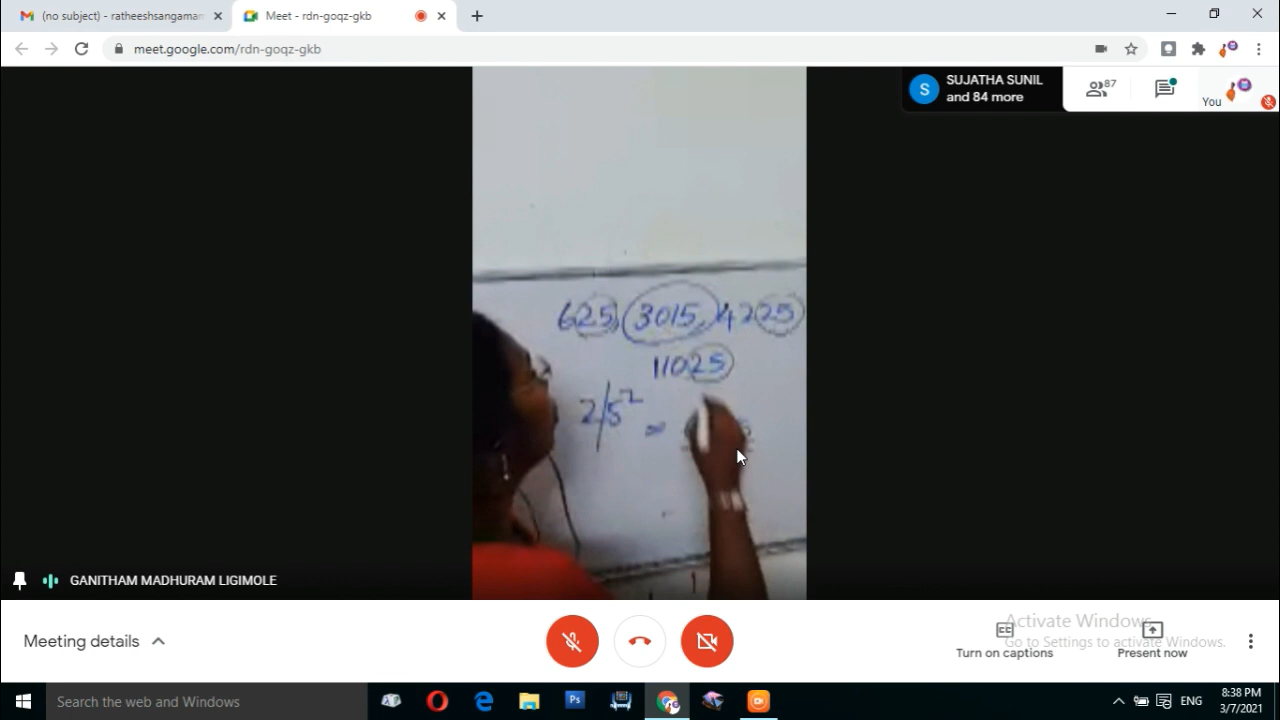 (no subject) - ratheeshsangamam
Meet - rdn-goqz-gkb
meet.google.com/rdn-goqz-gkb
S SUJATHA SUNIL
and 84 more
87
You
625, 3015, 4225
11025
2/5² =
GANITHAM MADHURAM LIGIMOLE
Meeting details
Activate Windows
Go to Settings to activate Windows.
CC
Turn on captions
Present now
Search the web and Windows
Ps
ENG
8:38 PM
3/7/2021